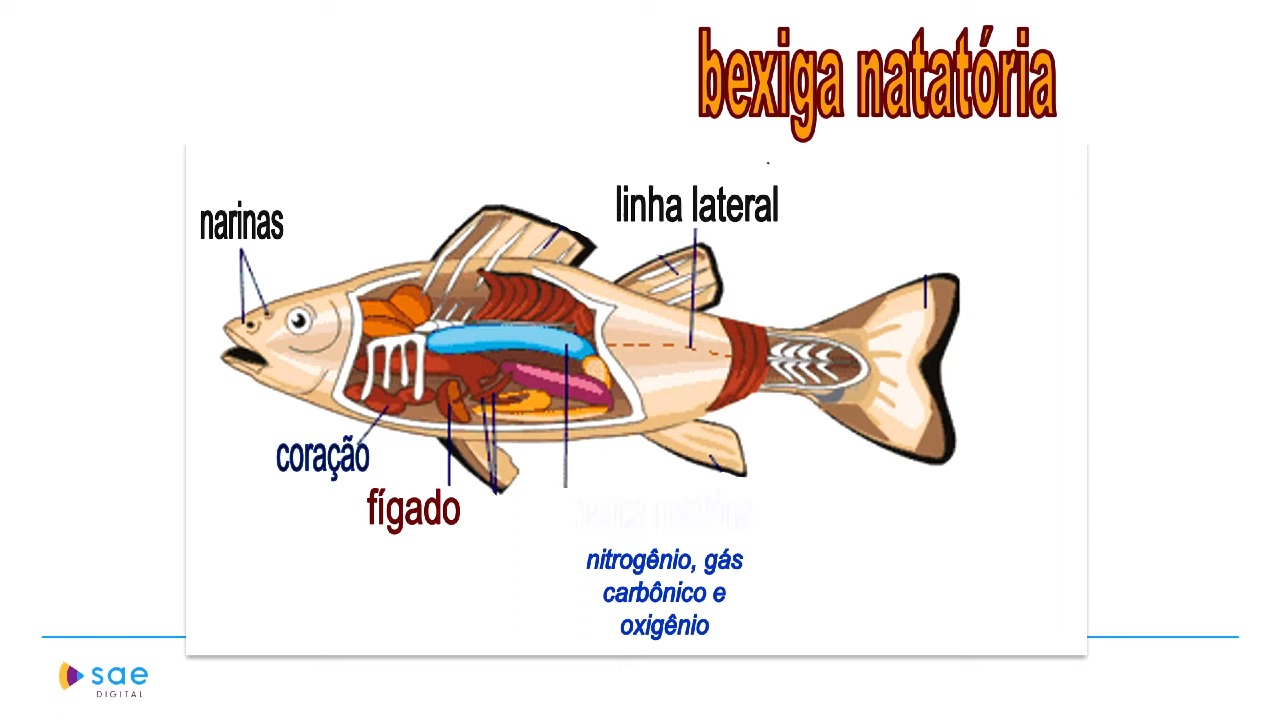 bexiga natatória
linha lateral
narinas
coração
fígado
nitrogênio, gás
carbônico e
oxigênio
sae
DIGITAL